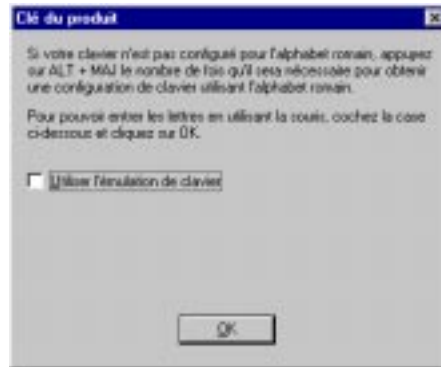 Clé du produit
Si votre clavier n'est pas configuré pour l'alphabet romain, appuyez
sur ALT + MAJ le nombre de fois qu'il sera nécessaire pour obtenir
une configuration de clavier utilisant l'alphabet romain.
Pour pouvoir entrer les lettres en utilisant la souris, cochez la case
ci-dessous et cliquez sur OK.
Utiliser l'émulation de clavier
OK